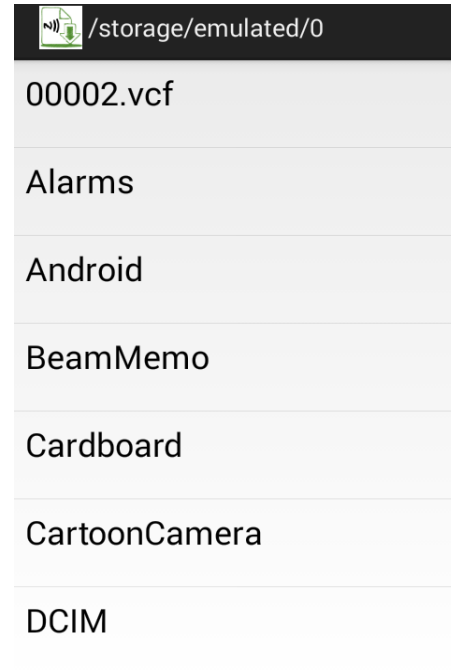 /storage/emulated/0
00002.vcf
Alarms
Android
BeamMemo
Cardboard
CartoonCamera
DCIM